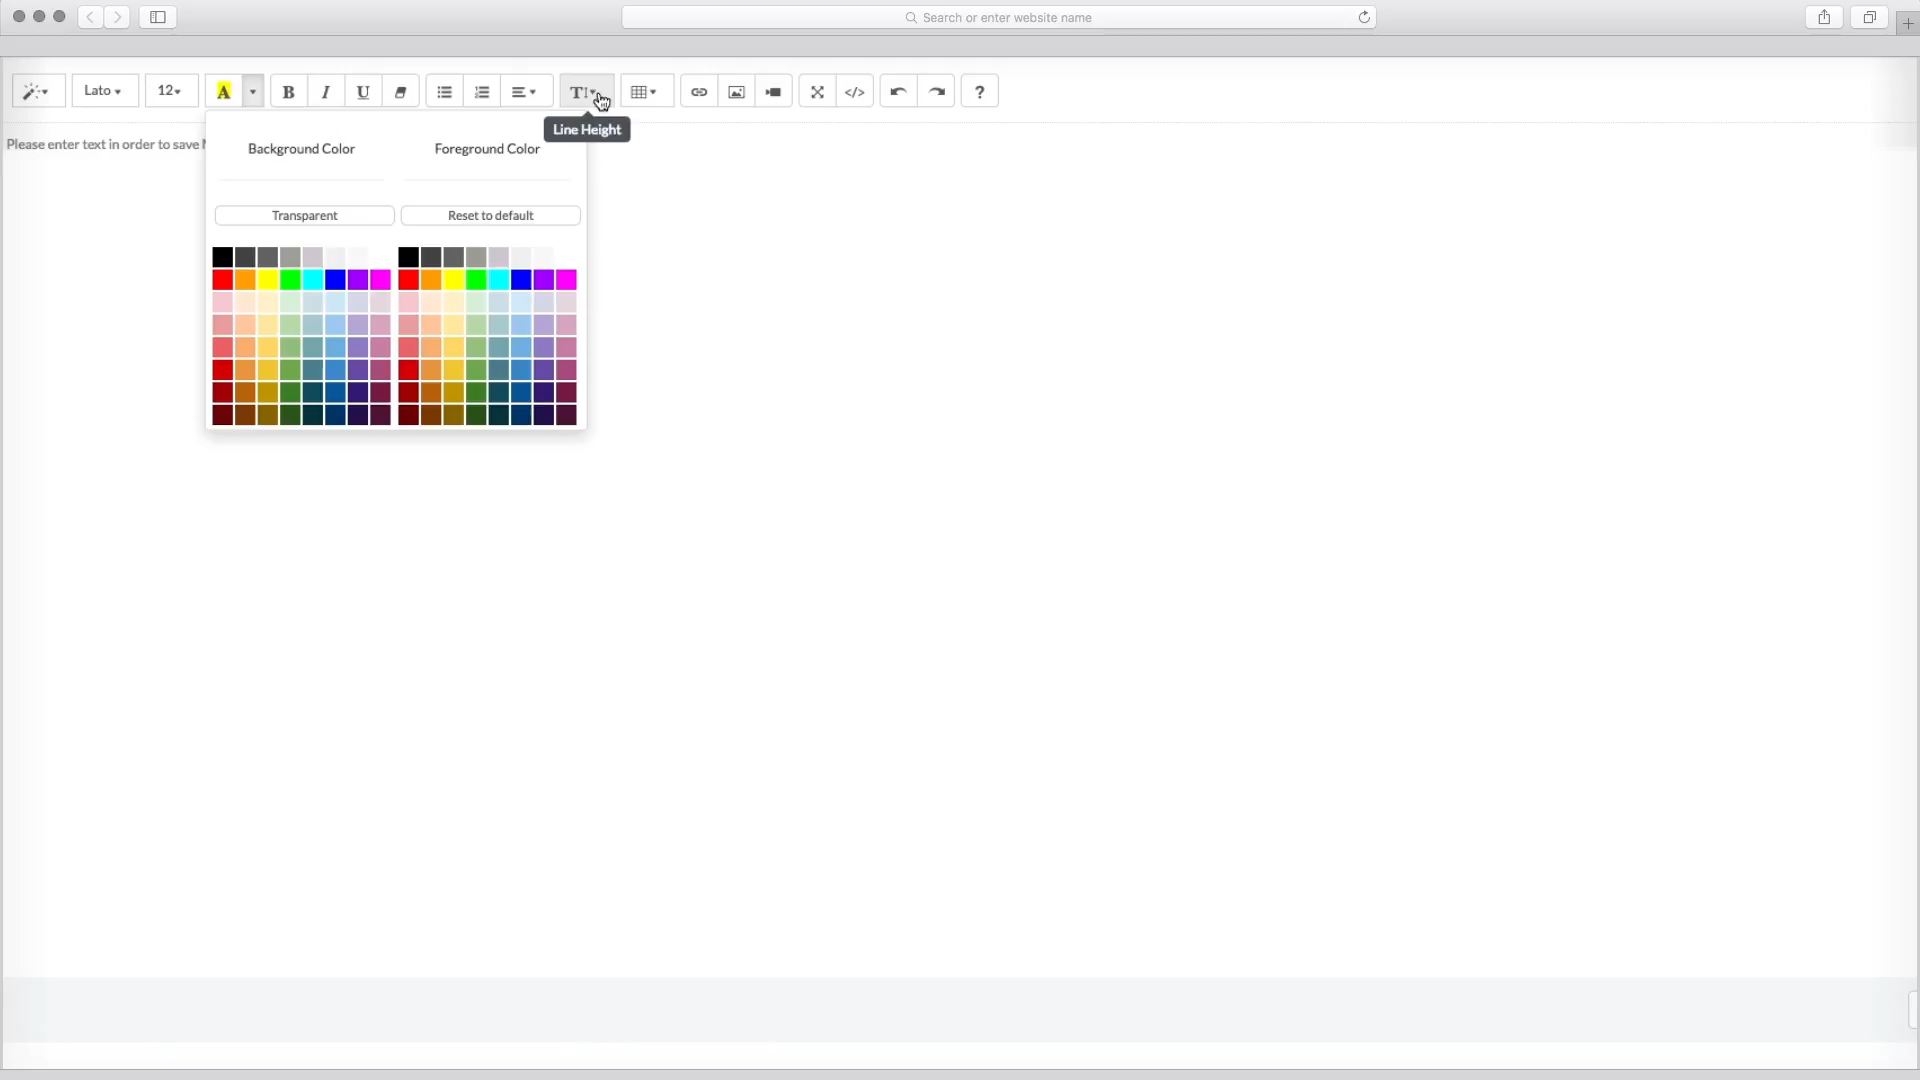 Search or enter website name
Lato
12
A
B
I
U
T
</>
?
Line Height
Please enter text in order to save
Background Color
Foreground Color
Transparent
Reset to default